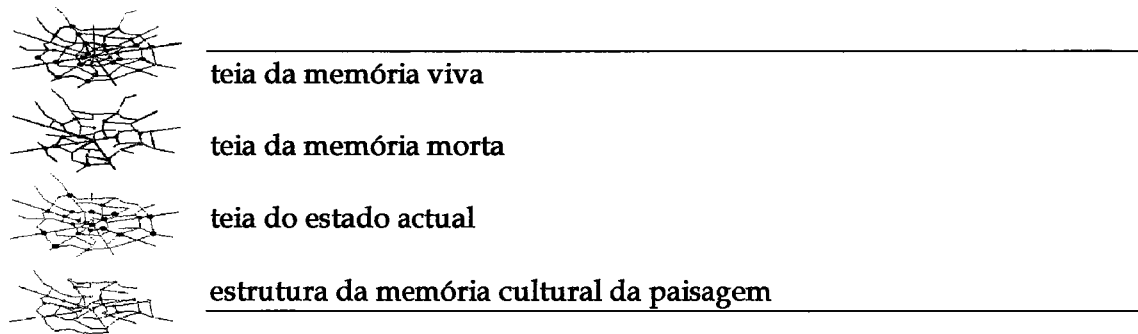 teia da memória viva
teia da memória morta
teia do estado actual
estrutura da memória cultural da paisagem